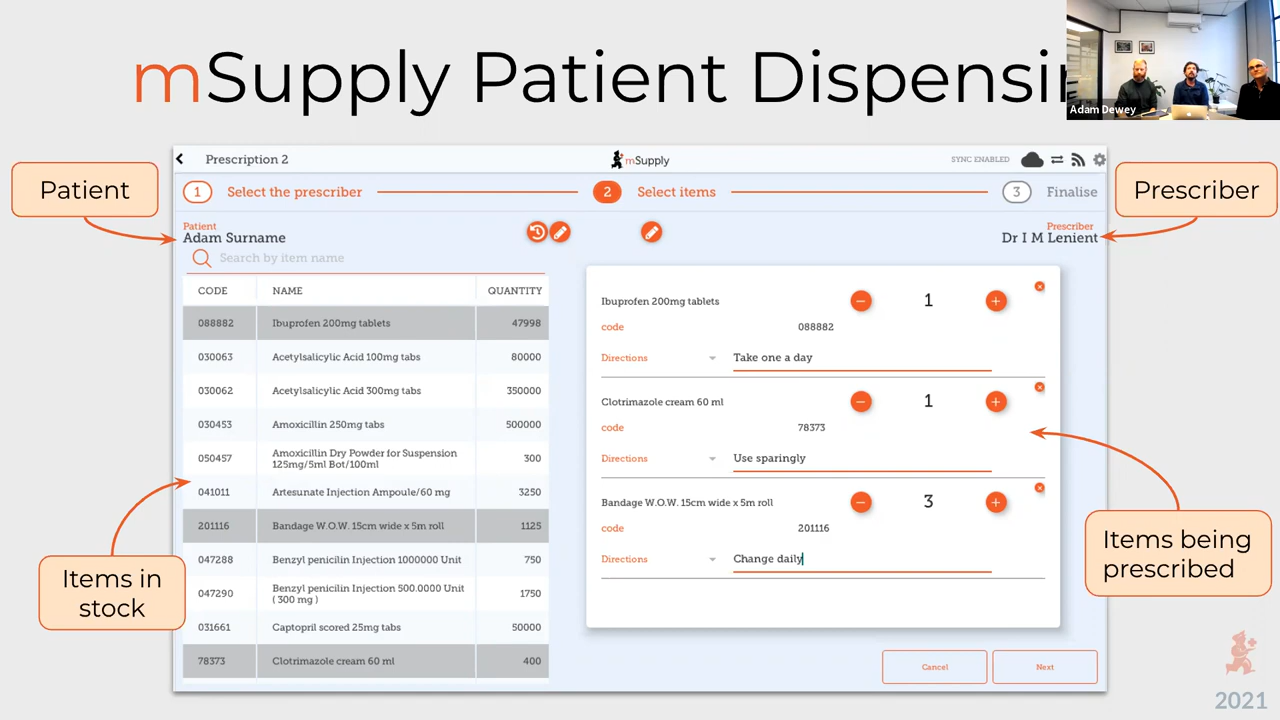 mSupply Patient Dispensin
Adam Dewey
Prescription 2
mSupply
SYNC ENABLED
1 Select the prescriber
2 Select items
3 Finalise
Patient
Prescriber
Patient
Adam Surname
Prescriber
Dr I M Lenient
Search by item name
CODE NAME QUANTITY
088882 Ibuprofen 200mg tablets 47998
030063 Acetylsalicylic Acid 100mg tabs 80000
030062 Acetylsalicylic Acid 300mg tabs 350000
030453 Amoxicillin 250mg tabs 500000
050457 Amoxicillin Dry Powder for Suspension
125mg/5ml Bot/100ml 300
041011 Artesunate Injection Ampoule/60 mg 3250
201116 Bandage W.O.W. 15cm wide x 5m roll 1125
047288 Benzyl penicilin Injection 1000000 Unit 750
047290 Benzyl penicilin Injection 500.0000 Unit
( 300 mg ) 1750
031661 Captopril scored 25mg tabs 50000
78373 Clotrimazole cream 60 ml 400
Ibuprofen 200mg tablets 1
code 088882
Directions Take one a day
Clotrimazole cream 60 ml 1
code 78373
Directions Use sparingly
Bandage W.O.W. 15cm wide x 5m roll 3
code 201116
Directions Change daily
Items in
stock
Items being
prescribed
Cancel
Next
2021